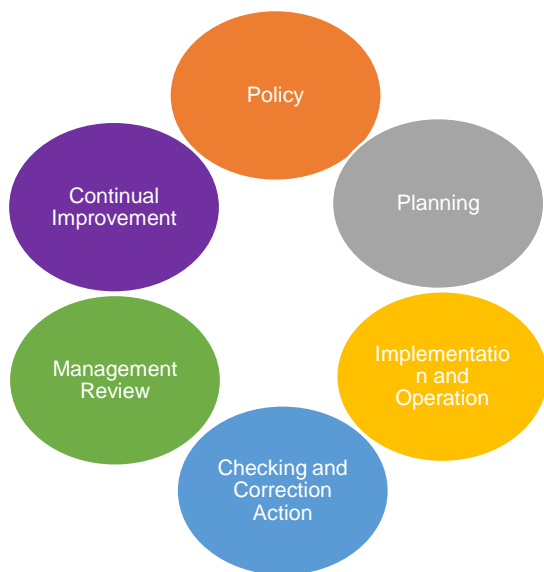 Policy
Planning
Implementatio
n and
Operation
Checking and
Correction
Action
Management
Review
Continual
Improvement